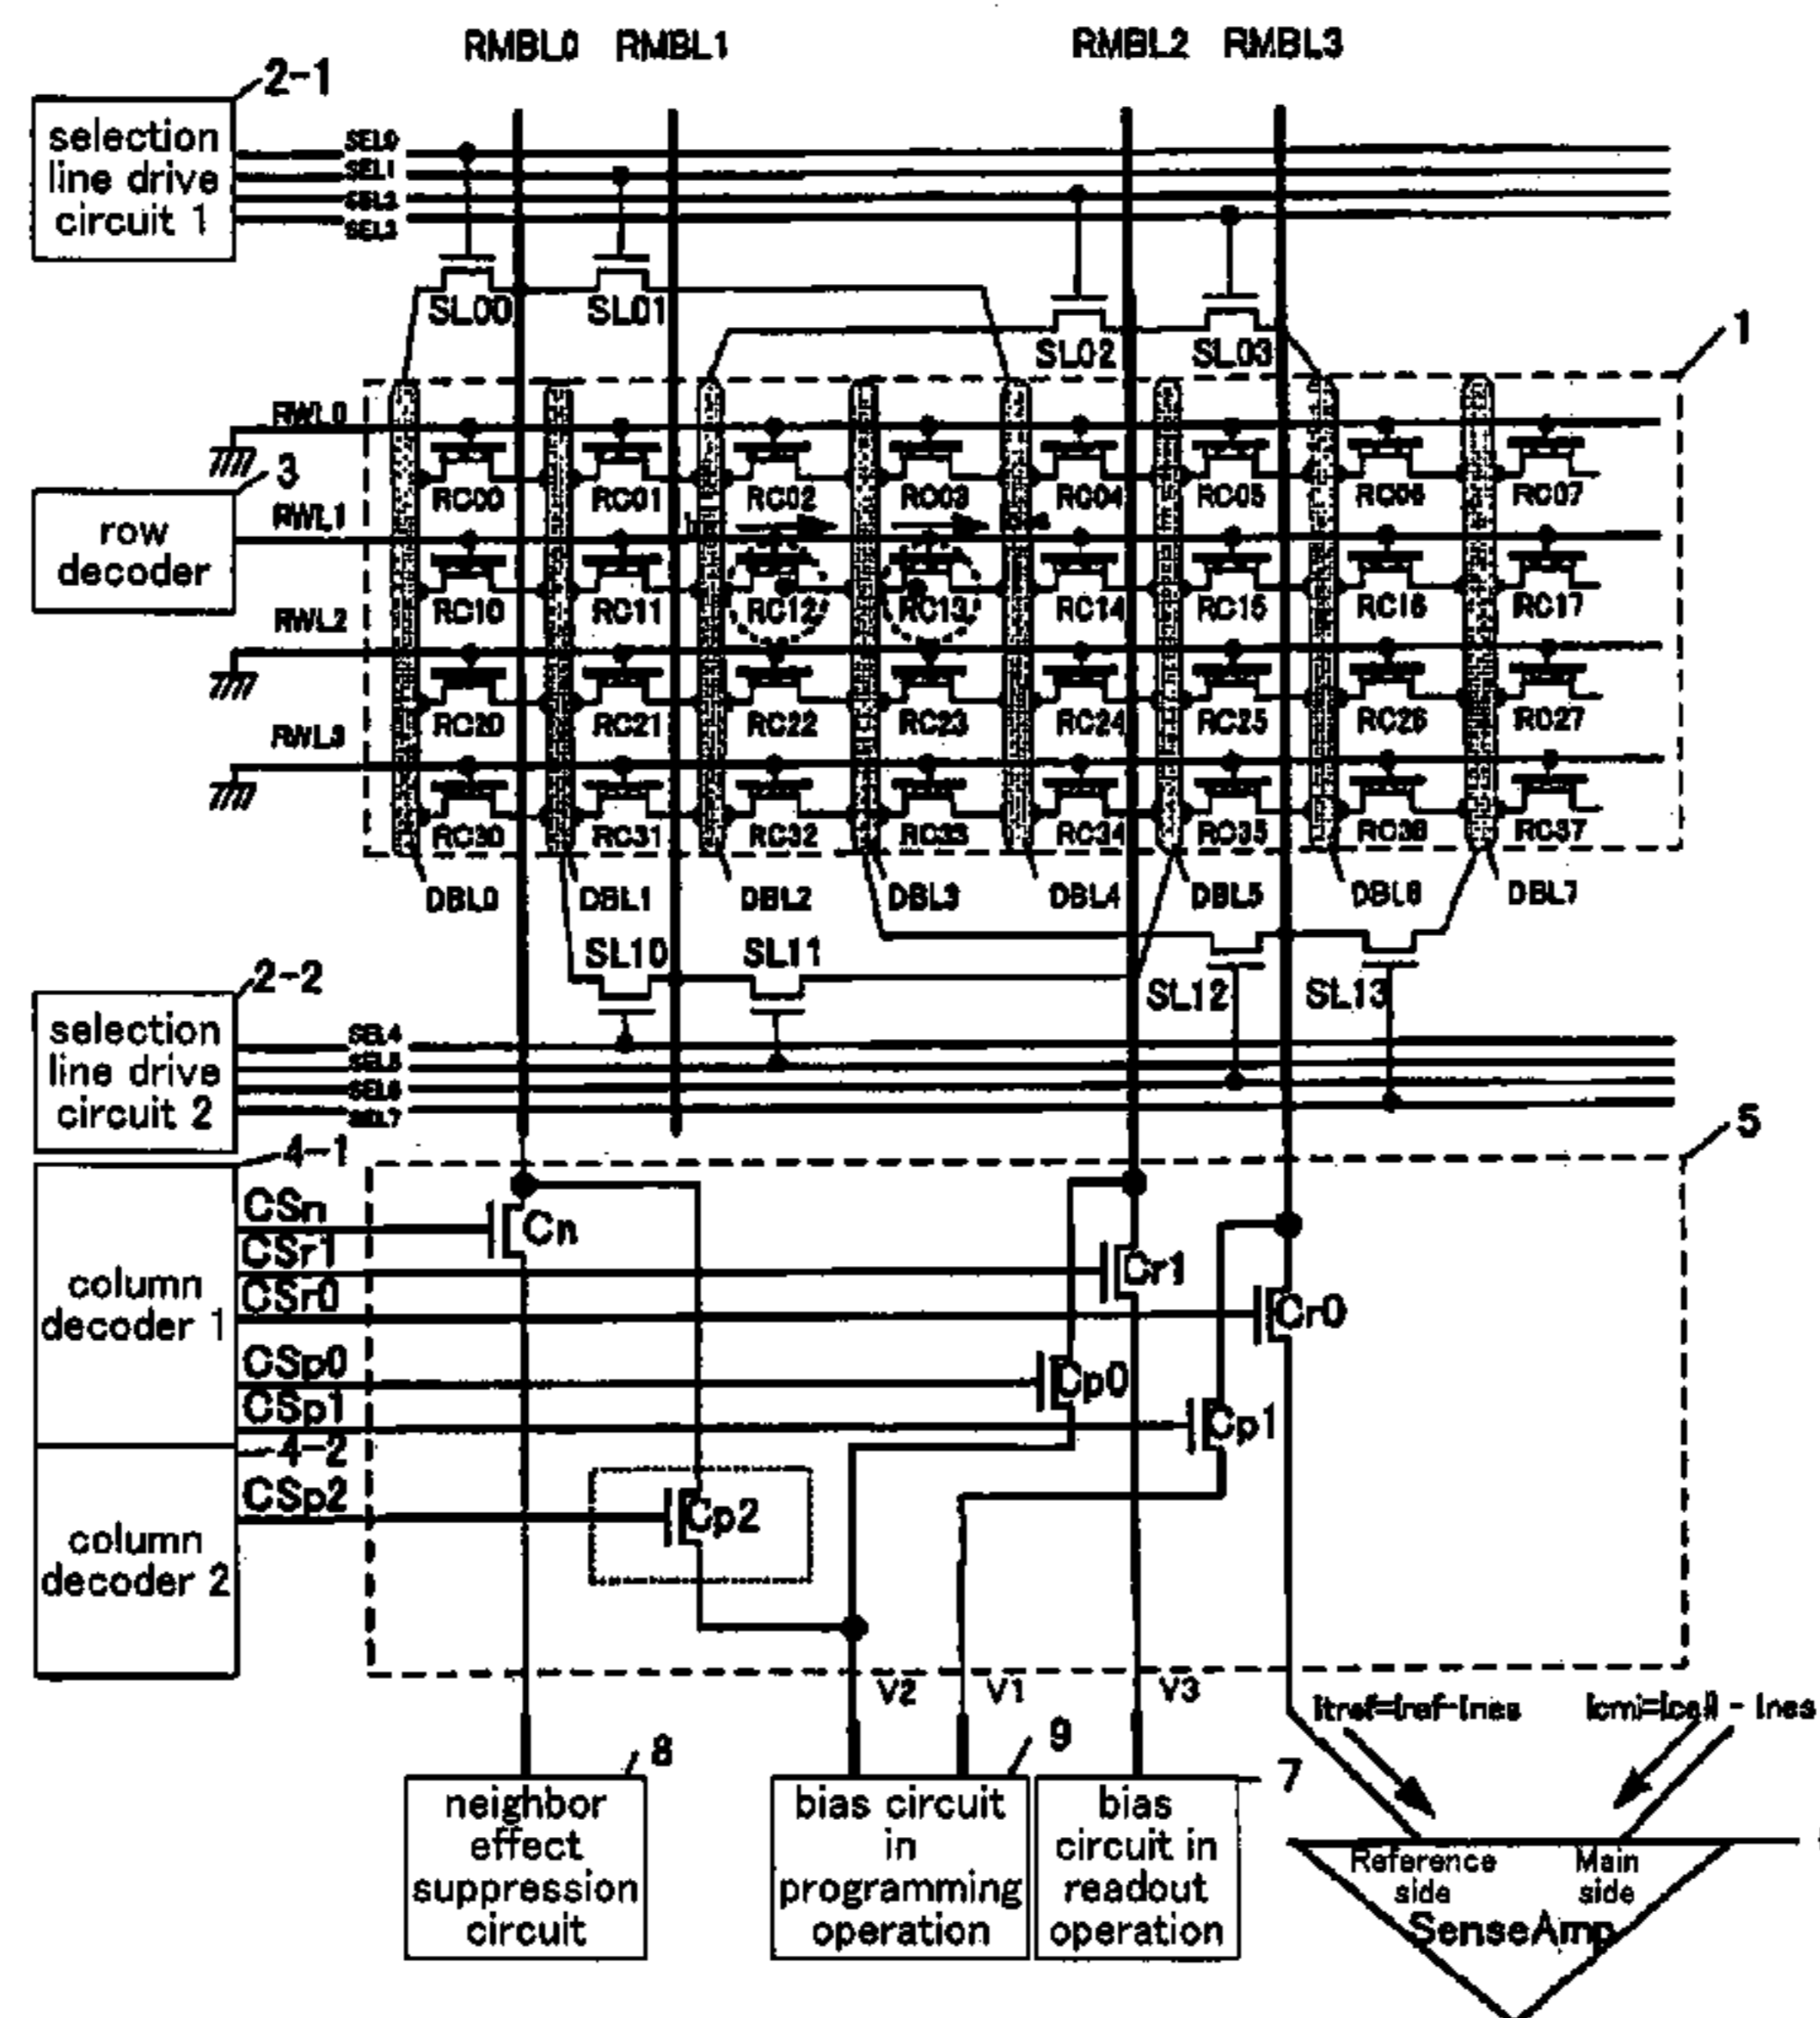 RMBL0 RMBL1 RMBL2 RMBL3
2-1
selection
line drive
circuit 1
SEL0
SEL1
SEL2
SEL3
SL00 SL01
SL02 SL03
1
RWL0
3
RC00 RC01 RC02 RC03 RC04 RC05 RC06 RC07
row
decoder
RWL1
RC10 RC11 RC12 RC13 RC14 RC15 RC16 RC17
RWL2
RC20 RC21 RC22 RC23 RC24 RC25 RC26 RC27
RWL3
RC30 RC31 RC32 RC33 RC34 RC35 RC36 RC37
DBL0 DBL1 DBL2 DBL3 DBL4 DBL5 DBL6 DBL7
SL10 SL11
SL12 SL13
2-2
selection
line drive
circuit 2
SEL4
SEL5
SEL6
SEL7
5
4-1
column
decoder 1
CSn
CSr1
CSr0
CSp0
CSp1
Cn
Cr1
Cr0
Cp0
Cp1
4-2
CSp2
column
decoder 2
Cp2
V2 V1 V3
Itref=Iref-Ines Icmi=Icell - Ines
8
neighbor
effect
suppression
circuit
9
bias circuit
in
programming
operation
7
bias
circuit in
readout
operation
Reference
side
Main
side
SenseAmp